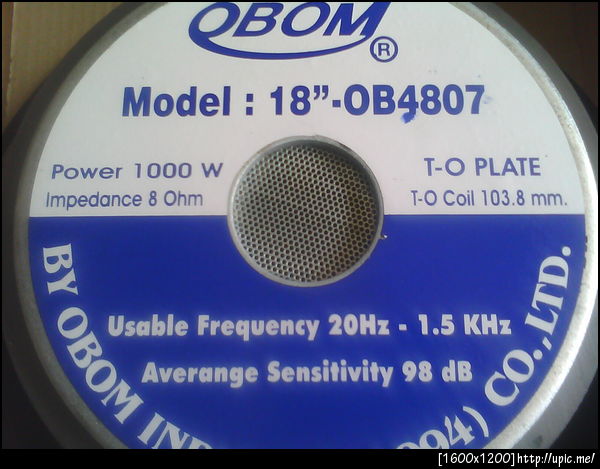 OBOM
®
Model : 18”-OB4807
Power 1000 W
Impedance 8 Ohm
T-O PLATE
T-O Coil 103.8 mm.
Usable Frequency 20Hz - 1.5 KHz
Averange Sensitivity 98 dB
BY OBOM CO.,LTD.
[1600x1200]http://upic.me/